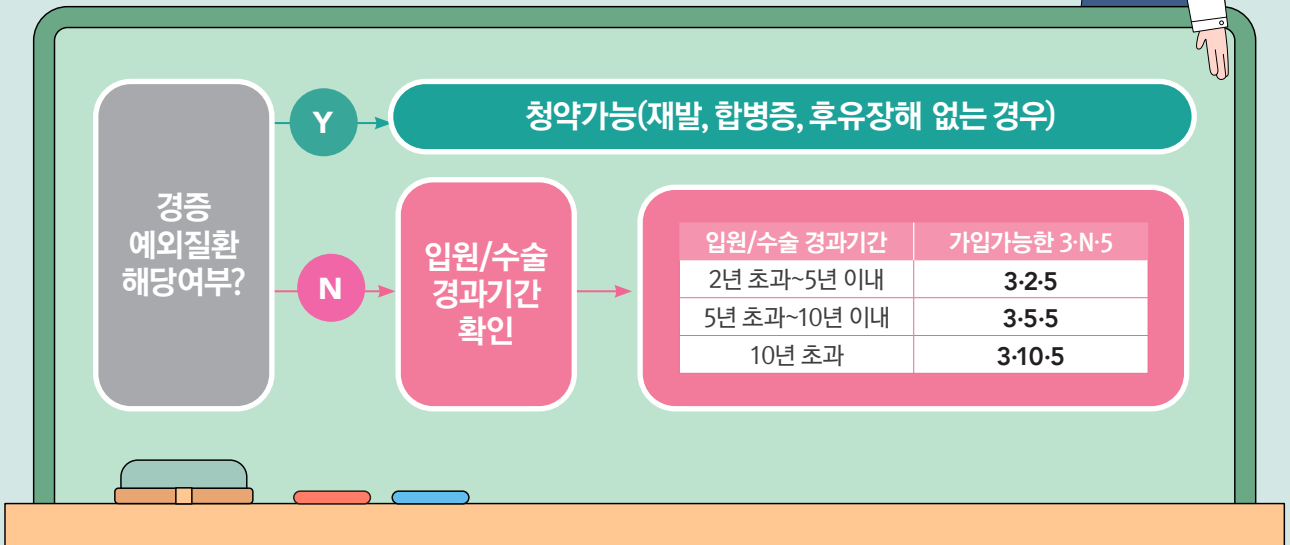 경증
예외질환
해당여부?
Y
청약가능(재발, 합병증, 후유장해 없는 경우)
N
입원/수술
경과기간
확인
입원/수술 경과기간 가입가능한 3·N·5
2년 초과~5년 이내 3·2·5
5년 초과~10년 이내 3·5·5
10년 초과 3·10·5